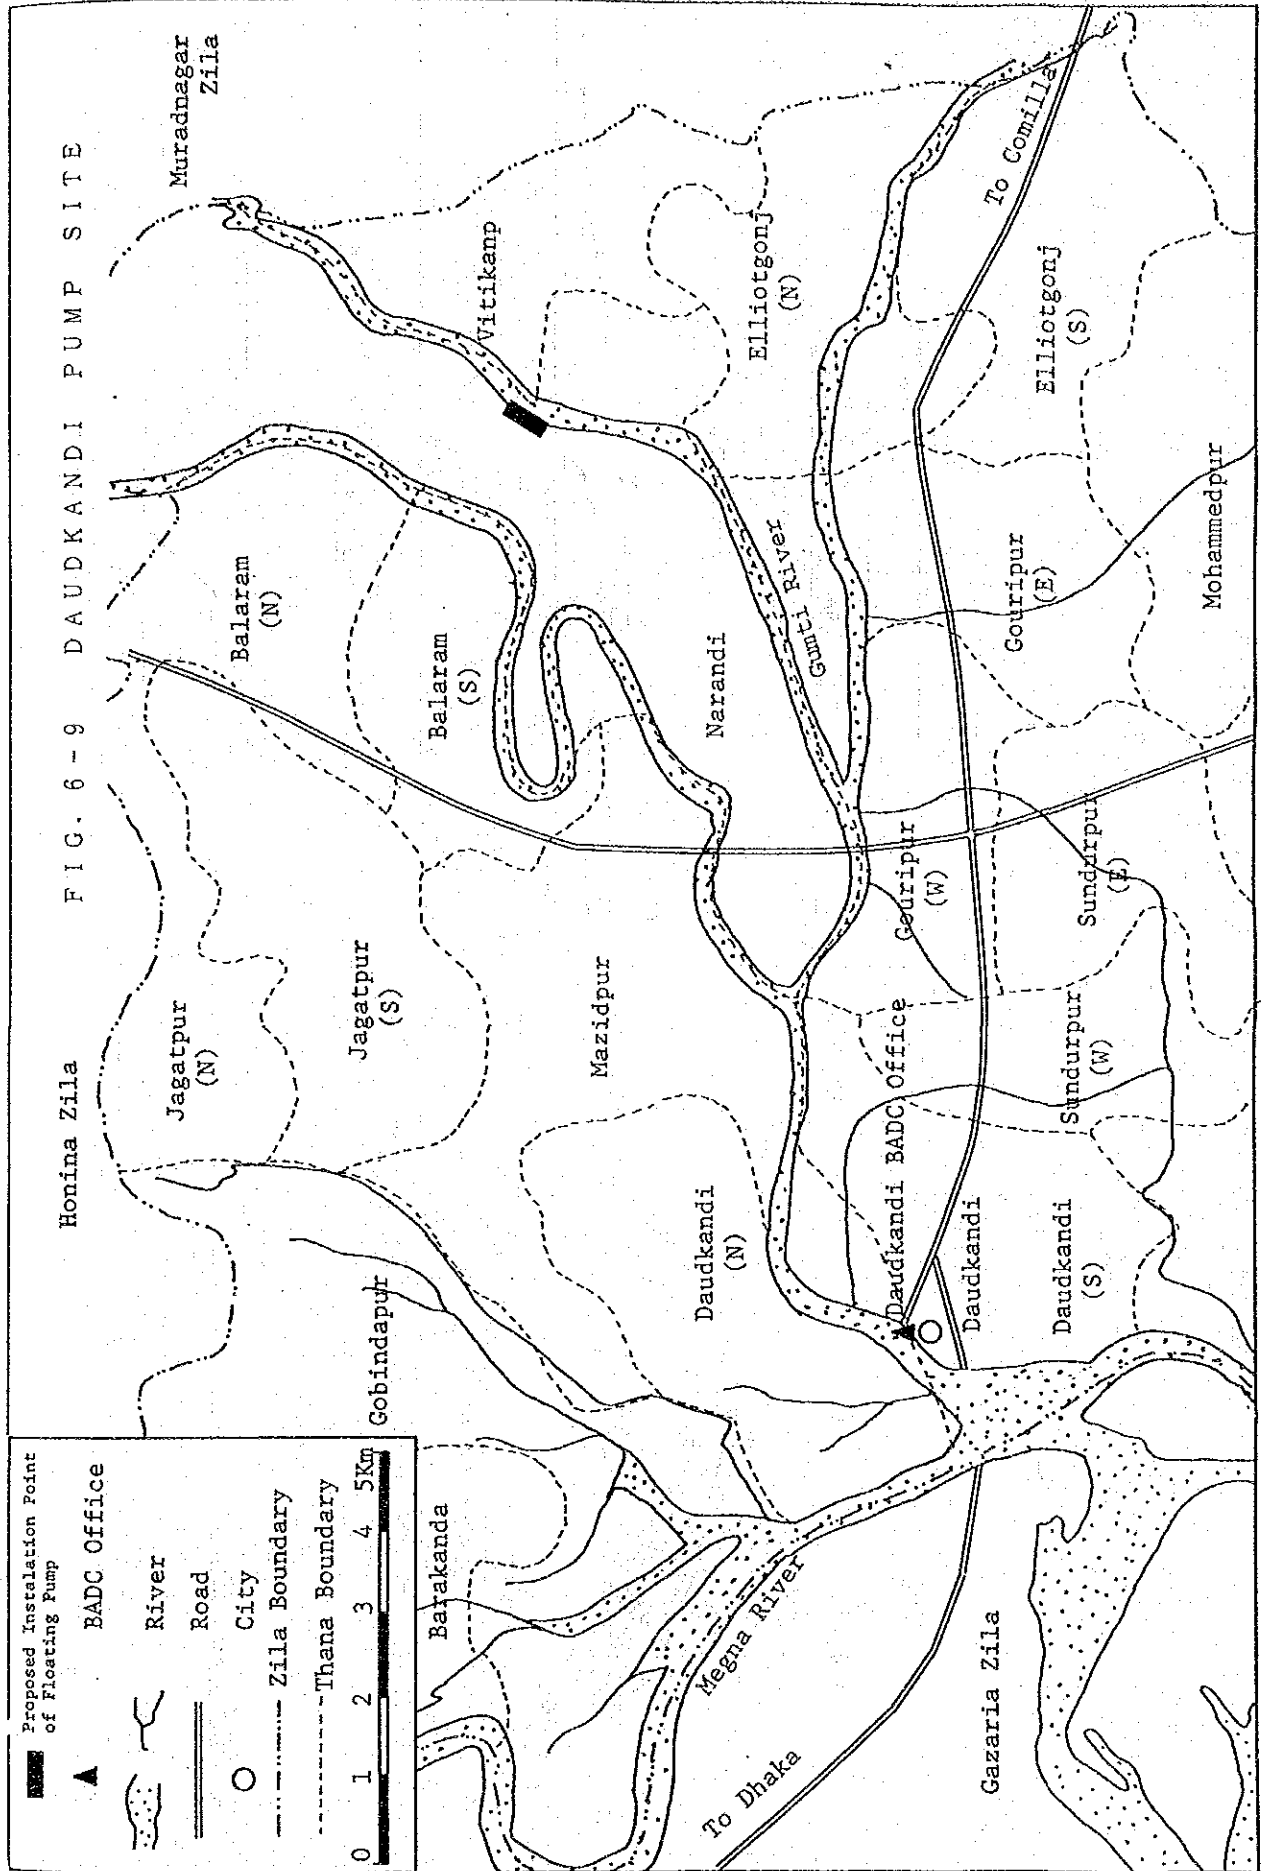 FIG. 6-9 DAUDKANDI PUMP SITE
Proposed Instalation Point
of Floating Pump
BADC Office
River
Road
City
Zila Boundary
Thana Boundary
0 1 2 3 4 5Km
Honina Zila
Muradnagar
Zila
Jagatpur
(N)
Jagatpur
(S)
Balaram
(N)
Balaram
(S)
Vitikanp
Gobindapur
Barakanda
Mazidpur
Narandi
Elliotgonj
(N)
Daudkandi
(N)
Gumti River
Megna River
To Dhaka
To Comilla
Daudkandi BADC Office
Gouripur
(W)
Gouripur
(E)
Elliotgonj
(S)
Daudkandi
Daudkandi
(S)
Sundurpur
(W)
Sundurpur
(E)
Mohammedpur
Gazaria Zila